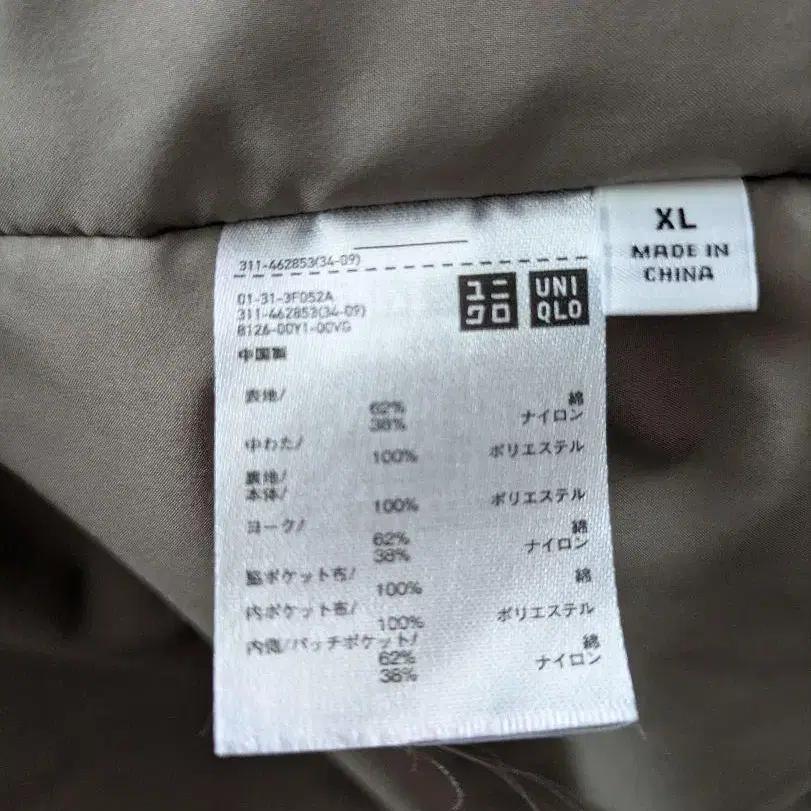 311-462853(34-09)
01-31-3F052A
311-462853(34-09)
8126-00Y1-00VG
ユニ
クロ
UNI
QLO
XL
MADE IN
CHINA
中国製
表地/
62% 綿
38% ナイロン
中わた/
100% ポリエステル
裏地/
本体/
100% ポリエステル
ヨーク/
62% 綿
38% ナイロン
脇ポケット布/
100% 綿
内ポケット布/
100% ポリエステル
内側/パッチポケット/
62% 綿
38% ナイロン